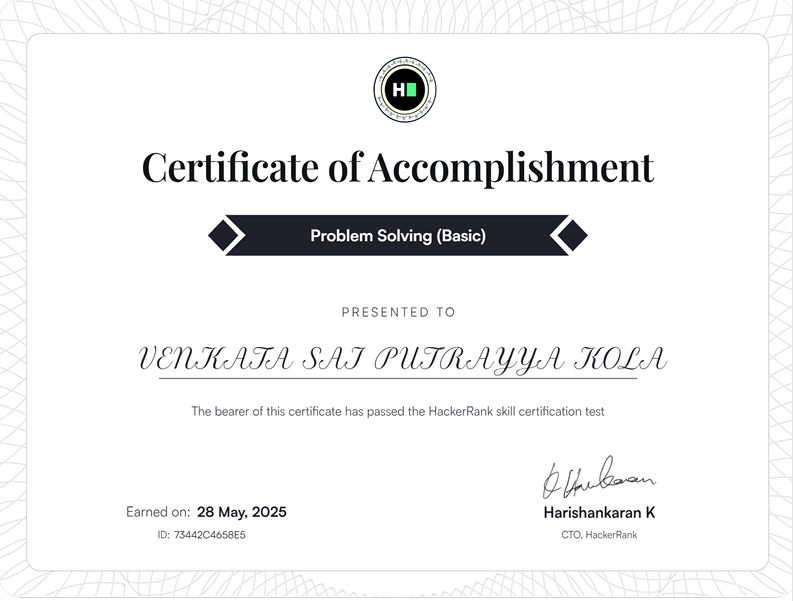 H
Certificate of Accomplishment
Problem Solving (Basic)
PRESENTED TO
VENKATA SAI PUTRAYYA KOLA
The bearer of this certificate has passed the HackerRank skill certification test
Earned on: 28 May, 2025
ID: 73442C4658E5
Harishankaran K
CTO, HackerRank